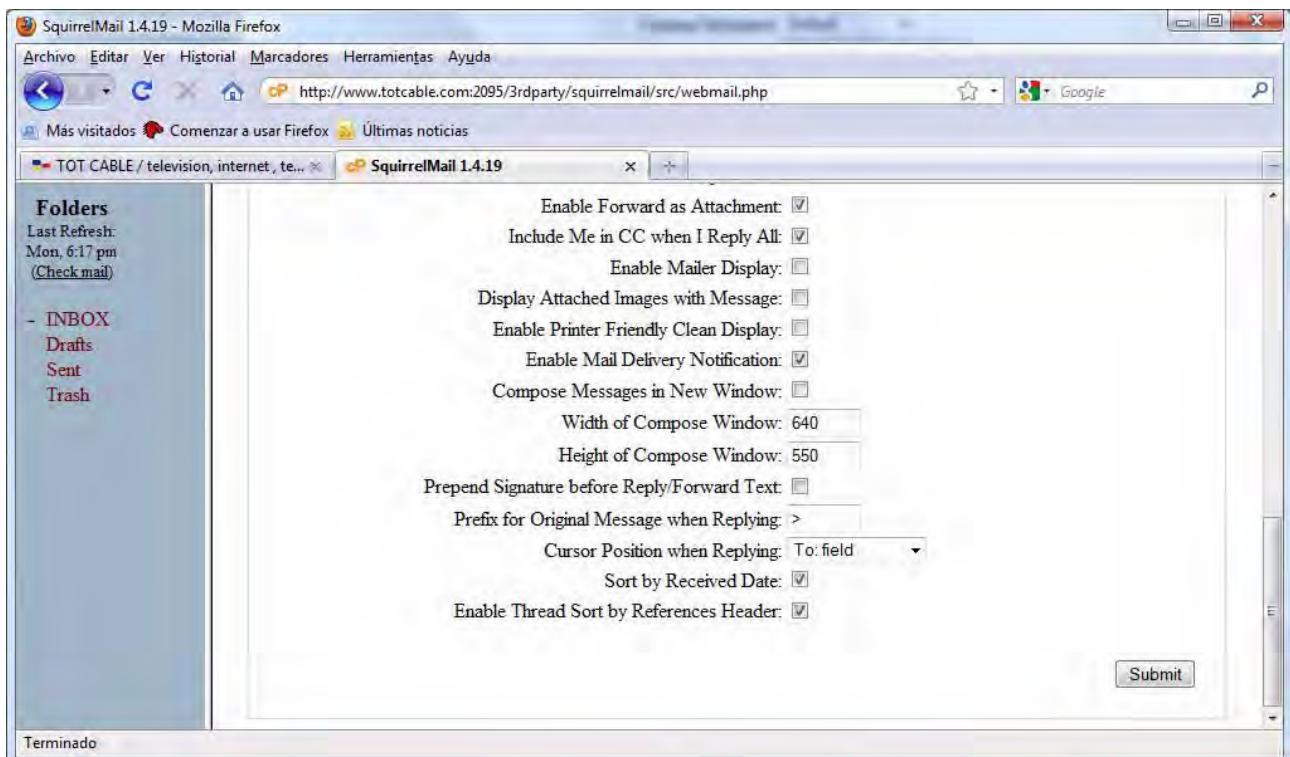 SquirrelMail 1.4.19 - Mozilla Firefox
Archivo Editar Ver Historial Marcadores Herramientas Ayuda
http://www.totcable.com:2095/3rdparty/squirrelmail/src/webmail.php
Google
Más visitados Comenzar a usar Firefox Últimas noticias
TOT CABLE / television, internet , te...
cP SquirrelMail 1.4.19
Folders
Last Refresh:
Mon, 6:17 pm
(Check mail)
- INBOX
Drafts
Sent
Trash
Enable Forward as Attachment:
Include Me in CC when I Reply All:
Enable Mailer Display:
Display Attached Images with Message:
Enable Printer Friendly Clean Display:
Enable Mail Delivery Notification:
Compose Messages in New Window:
Width of Compose Window: 640
Height of Compose Window: 550
Prepend Signature before Reply/Forward Text:
Prefix for Original Message when Replying: >
Cursor Position when Replying: To: field
Sort by Received Date:
Enable Thread Sort by References Header:
Submit
Terminado